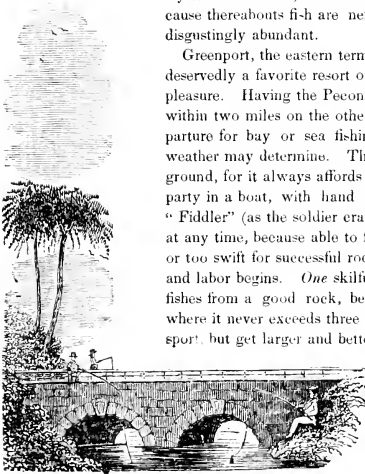 cause thereabouts fish are nei
disgustingly abundant.
Greenport, the eastern term
deservedly a favorite resort o
pleasure. Having the Pecon
within two miles on the othe
parture for bay or sea fishin
weather may determine. Th
ground, for it always affords
party in a boat, with hand
“ Fiddler” (as the soldier cra
at any time, because able to f
or too swift for successful roc
and labor begins. One skilfu
fishes from a good rock, be
where it never exceeds three
sport, but get larger and bette